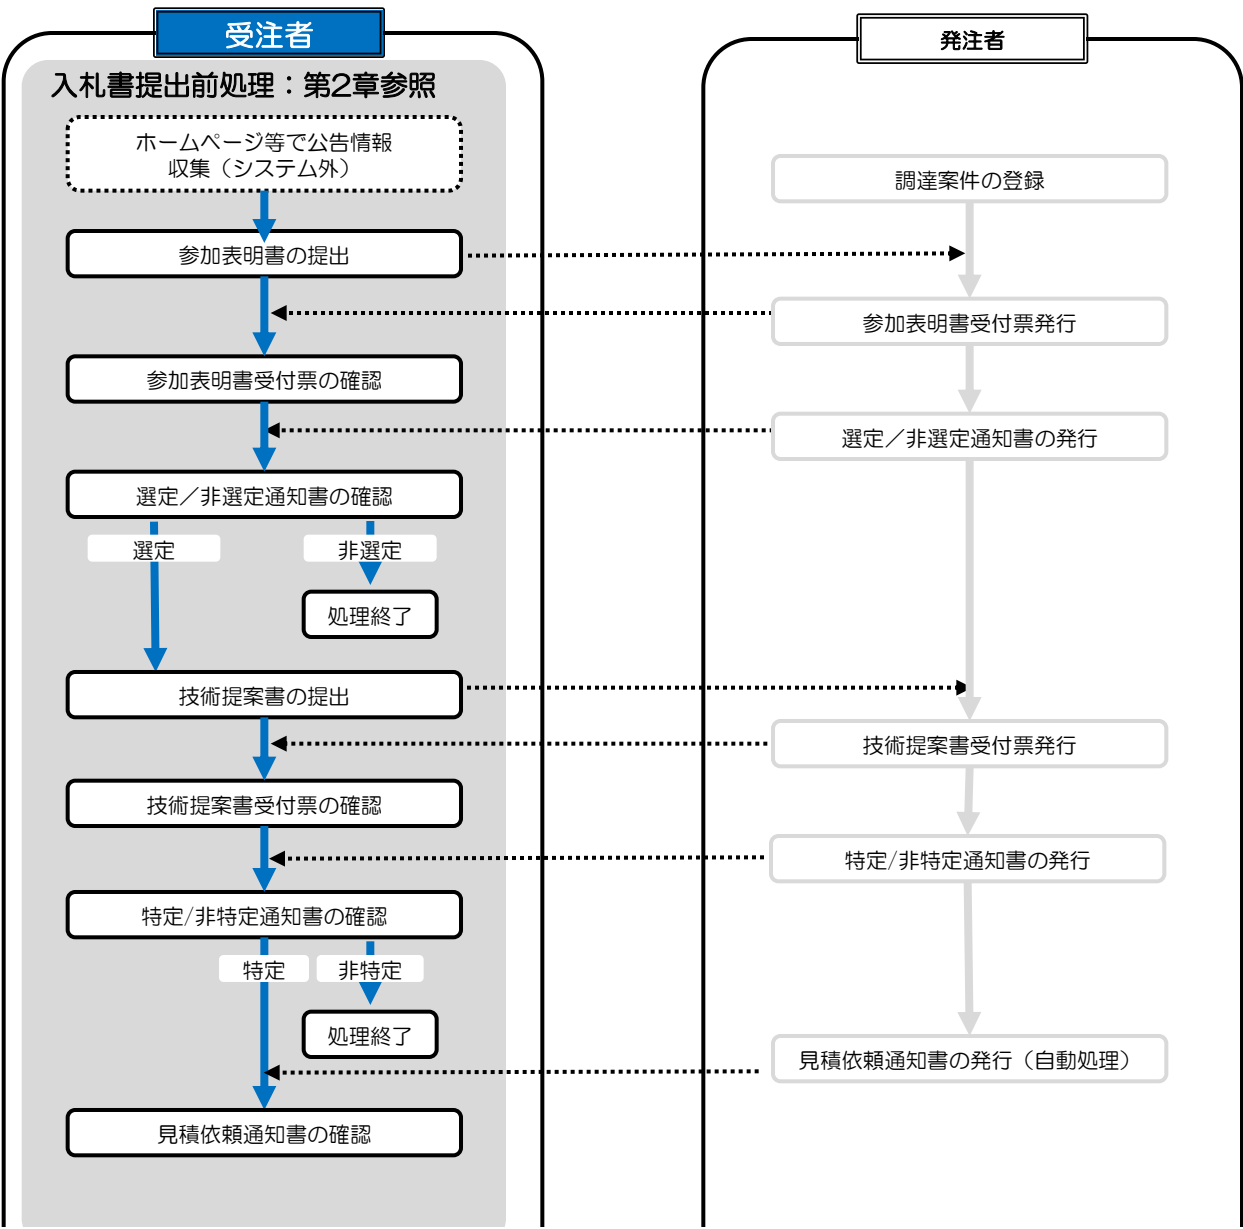 受注者
入札書提出前処理：第2章参照
ホームページ等で公告情報
収集（システム外）
参加表明書の提出
参加表明書受付票の確認
選定／非選定通知書の確認
選定
非選定
処理終了
技術提案書の提出
技術提案書受付票の確認
特定/非特定通知書の確認
特定
非特定
処理終了
見積依頼通知書の確認
発注者
調達案件の登録
参加表明書受付票発行
選定／非選定通知書の発行
技術提案書受付票発行
特定/非特定通知書の発行
見積依頼通知書の発行（自動処理）